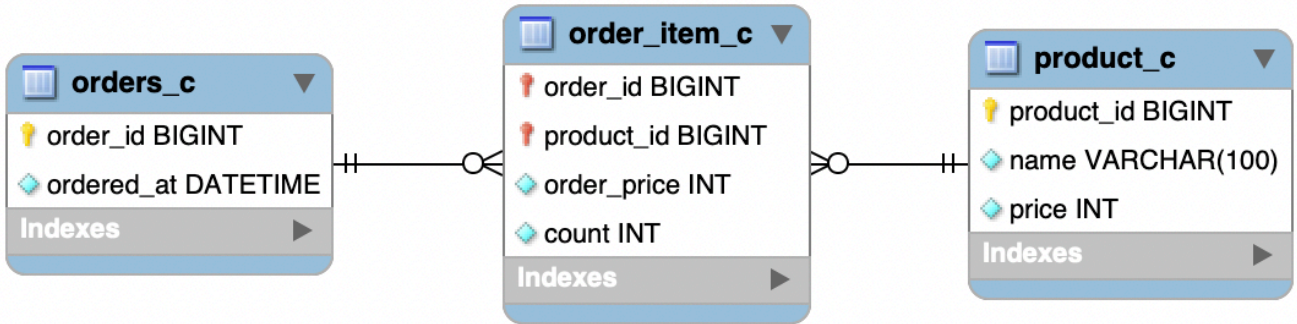 orders_c
order_id BIGINT
ordered_at DATETIME
Indexes
order_item_c
order_id BIGINT
product_id BIGINT
order_price INT
count INT
Indexes
product_c
product_id BIGINT
name VARCHAR(100)
price INT
Indexes